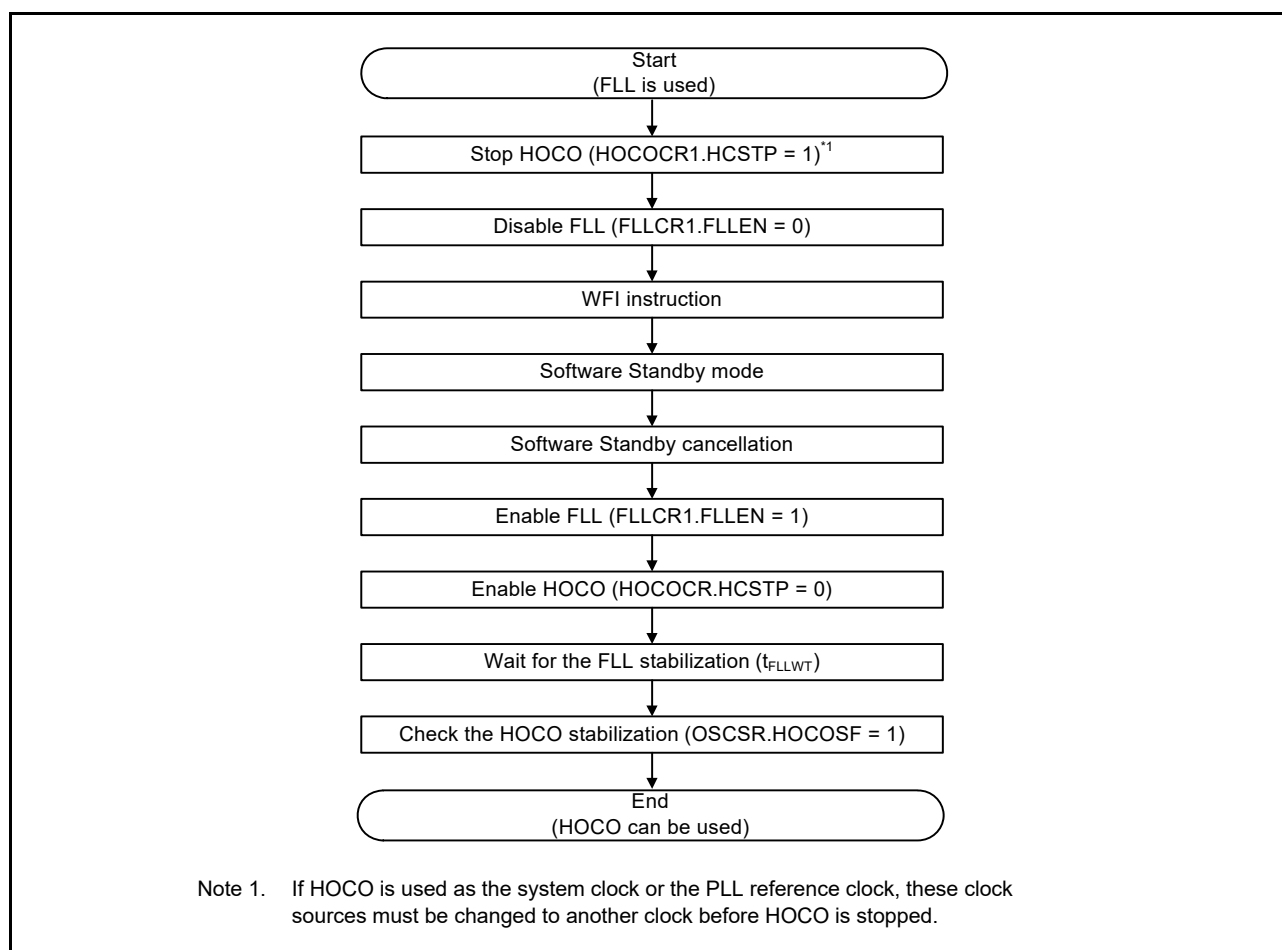 Start
(FLL is used)
Stop HOCO (HOCOCR1.HCSTP = 1)*1
Disable FLL (FLLCR1.FLLEN = 0)
WFI instruction
Software Standby mode
Software Standby cancellation
Enable FLL (FLLCR1.FLLEN = 1)
Enable HOCO (HOCOCR.HCSTP = 0)
Wait for the FLL stabilization (tFLLWT)
Check the HOCO stabilization (OSCSR.HOCOSF = 1)
End
(HOCO can be used)
Note 1. If HOCO is used as the system clock or the PLL reference clock, these clock
sources must be changed to another clock before HOCO is stopped.